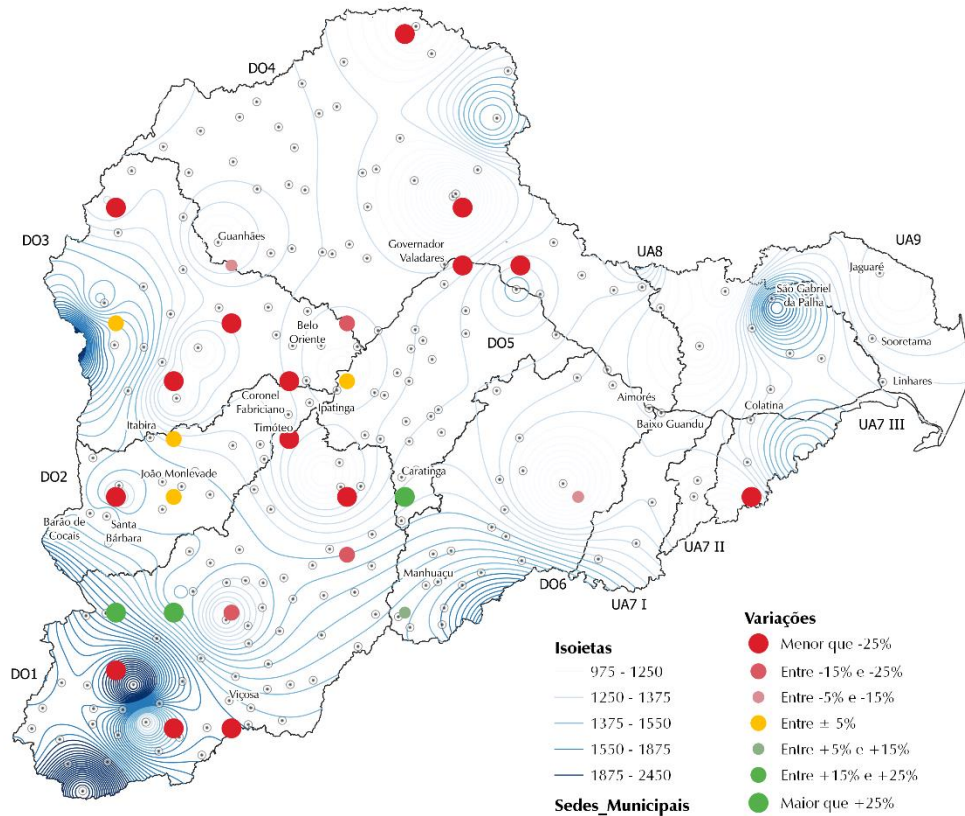 DO4
DO3
Guanhães
Governador
Valadares
UA8
UA9
Jaguaré
São Gabriel
da Palha
Sooretama
Belo
Oriente
DO5
Linhares
Coronel
Fabriciano
Ipatinga
Aimorés
Colatina
Itabira
Timóteo
Baixo Guandu
UA7 III
DO2
João Monlevade
Caratinga
Barão de
Cocais
Santa
Bárbara
UA7 II
Manhuaçu
DO6
UA7 I
DO1
Viçosa
Isoietas
975 - 1250
1250 - 1375
1375 - 1550
1550 - 1875
1875 - 2450
Sedes_Municipais
Variações
Menor que -25%
Entre -15% e -25%
Entre -5% e -15%
Entre ± 5%
Entre +5% e +15%
Entre +15% e +25%
Maior que +25%